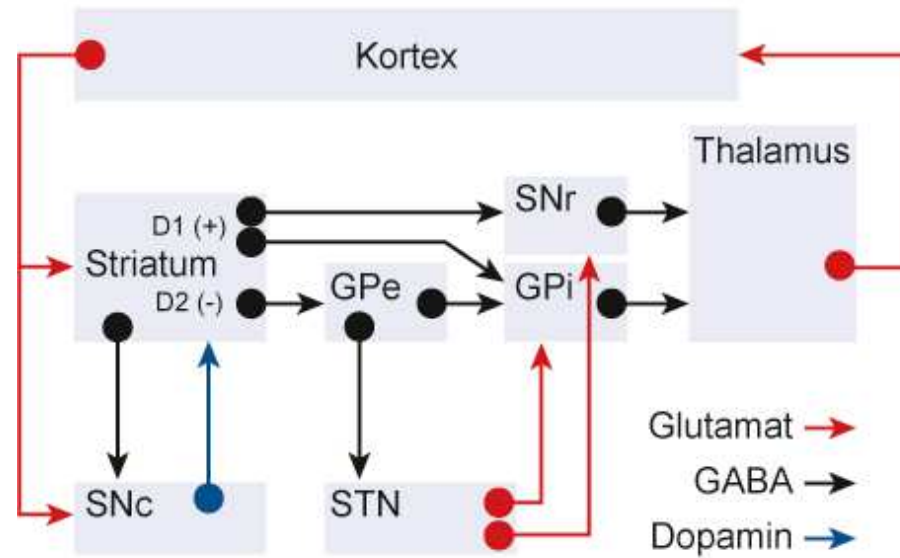 Kortex
Thalamus
SNr
D1 (+)
Striatum
D2 (-)
GPe
GPi
SNc
STN
Glutamat
GABA
Dopamin